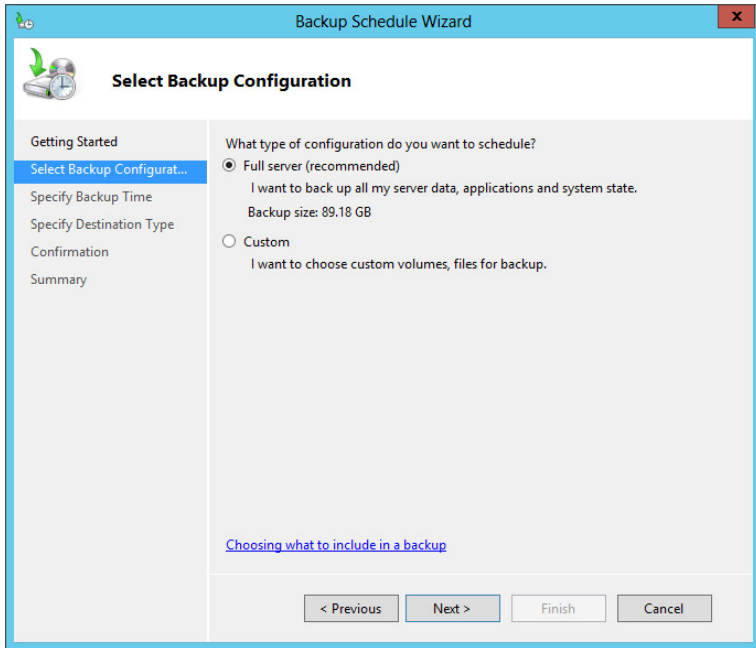 Backup Schedule Wizard
x
Select Backup Configuration
Getting Started
Select Backup Configurat...
Specify Backup Time
Specify Destination Type
Confirmation
Summary
What type of configuration do you want to schedule?
Full server (recommended)
I want to back up all my server data, applications and system state.
Backup size: 89.18 GB
Custom
I want to choose custom volumes, files for backup.
Choosing what to include in a backup
< Previous
Next >
Finish
Cancel